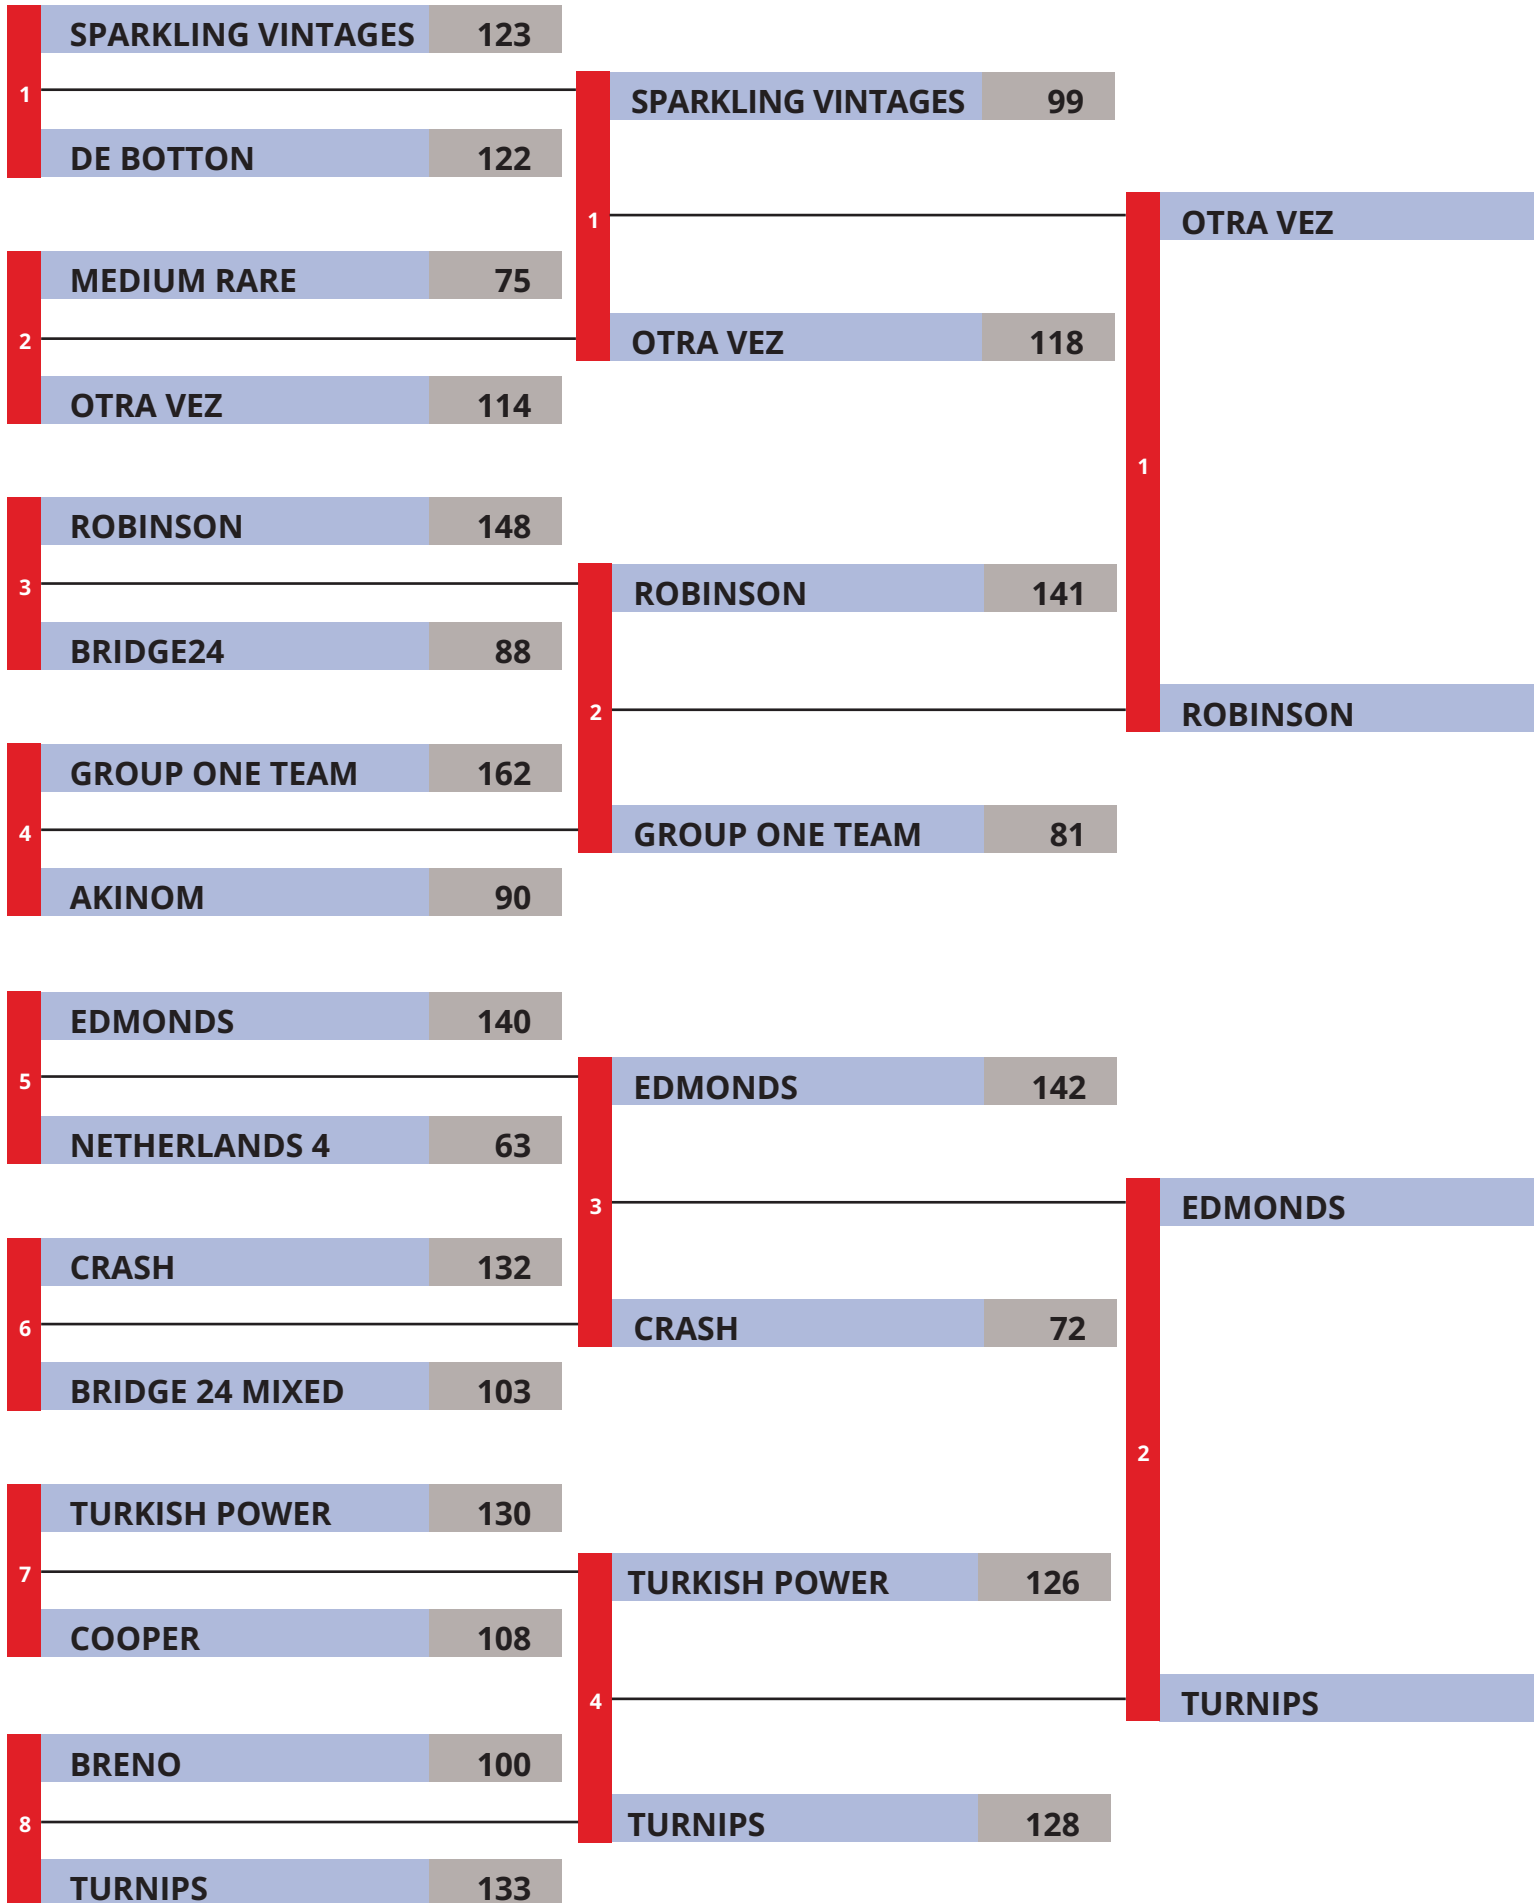 SPARKLING VINTAGES 123
1
DE BOTTON 122
MEDIUM RARE 75
2
OTRA VEZ 114
ROBINSON 148
3
BRIDGE24 88
GROUP ONE TEAM 162
4
AKINOM 90
EDMONDS 140
5
NETHERLANDS 4 63
CRASH 132
6
BRIDGE 24 MIXED 103
TURKISH POWER 130
7
COOPER 108
BRENO 100
8
TURNIPS 133
SPARKLING VINTAGES 99
1
OTRA VEZ 118
ROBINSON 141
2
GROUP ONE TEAM 81
EDMONDS 142
3
CRASH 72
TURKISH POWER 126
4
TURNIPS 128
OTRA VEZ
1
ROBINSON
EDMONDS
2
TURNIPS